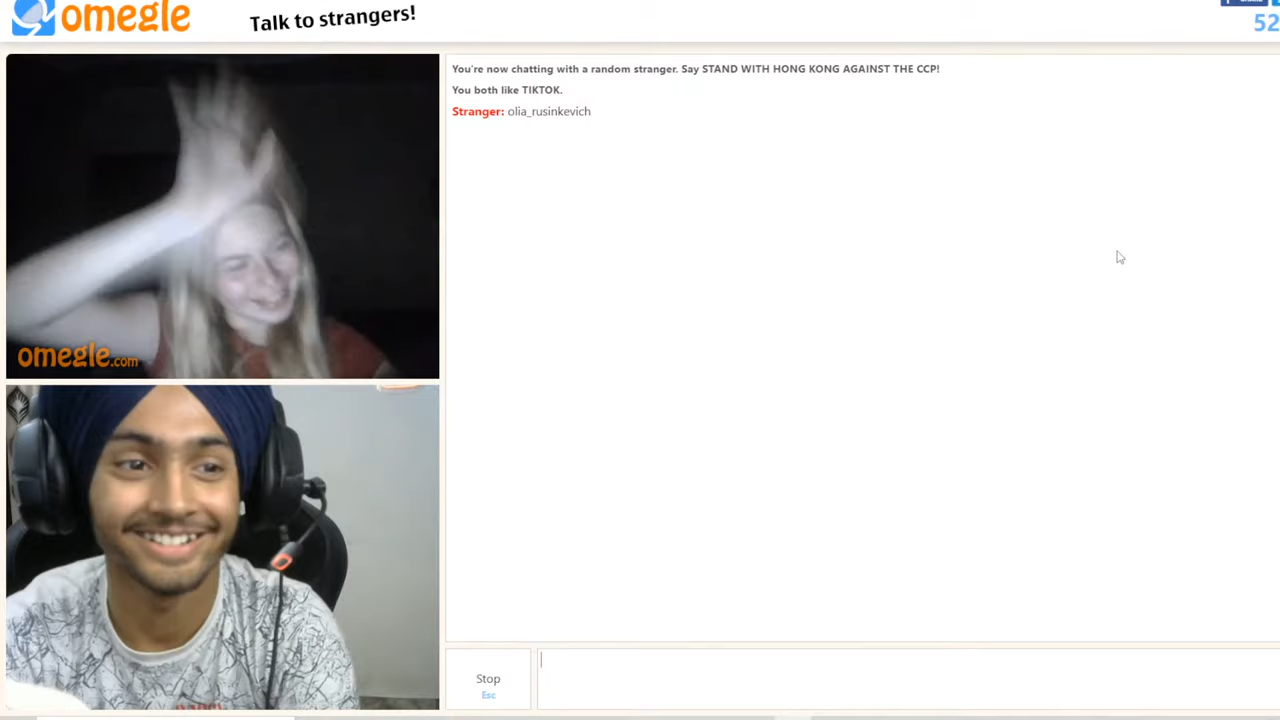 omegle
Talk to strangers!
52
You're now chatting with a random stranger. Say STAND WITH HONG KONG AGAINST THE CCP!
You both like TIKTOK.
Stranger: olia_rusinkevich
omegle.com
Stop
Esc